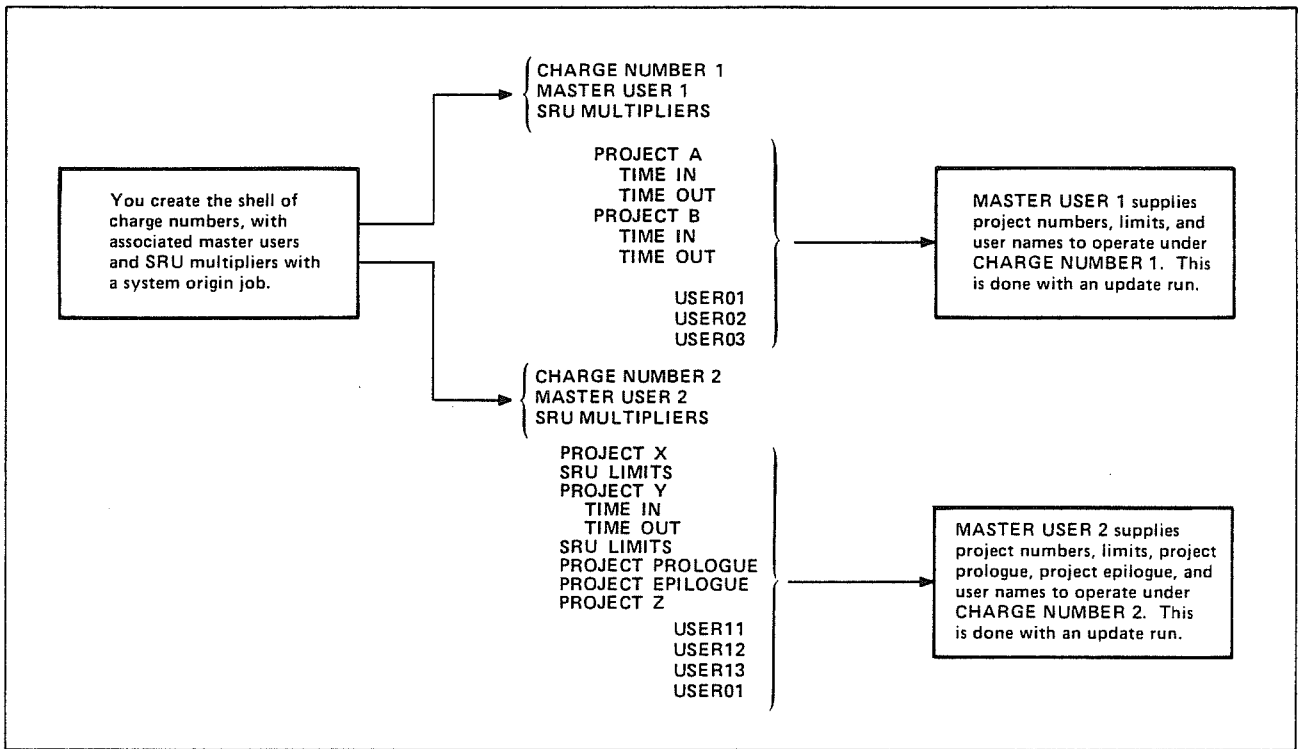 You create the shell of
charge numbers, with
associated master users
and SRU multipliers with
a system origin job.
CHARGE NUMBER 1
MASTER USER 1
SRU MULTIPLIERS
PROJECT A
TIME IN
TIME OUT
PROJECT B
TIME IN
TIME OUT
USER01
USER02
USER03
MASTER USER 1 supplies
project numbers, limits, and
user names to operate under
CHARGE NUMBER 1. This
is done with an update run.
CHARGE NUMBER 2
MASTER USER 2
SRU MULTIPLIERS
PROJECT X
SRU LIMITS
PROJECT Y
TIME IN
TIME OUT
SRU LIMITS
PROJECT PROLOGUE
PROJECT EPILOGUE
PROJECT Z
USER11
USER12
USER13
USER01
MASTER USER 2 supplies
project numbers, limits, project
prologue, project epilogue, and
user names to operate under
CHARGE NUMBER 2. This
is done with an update run.